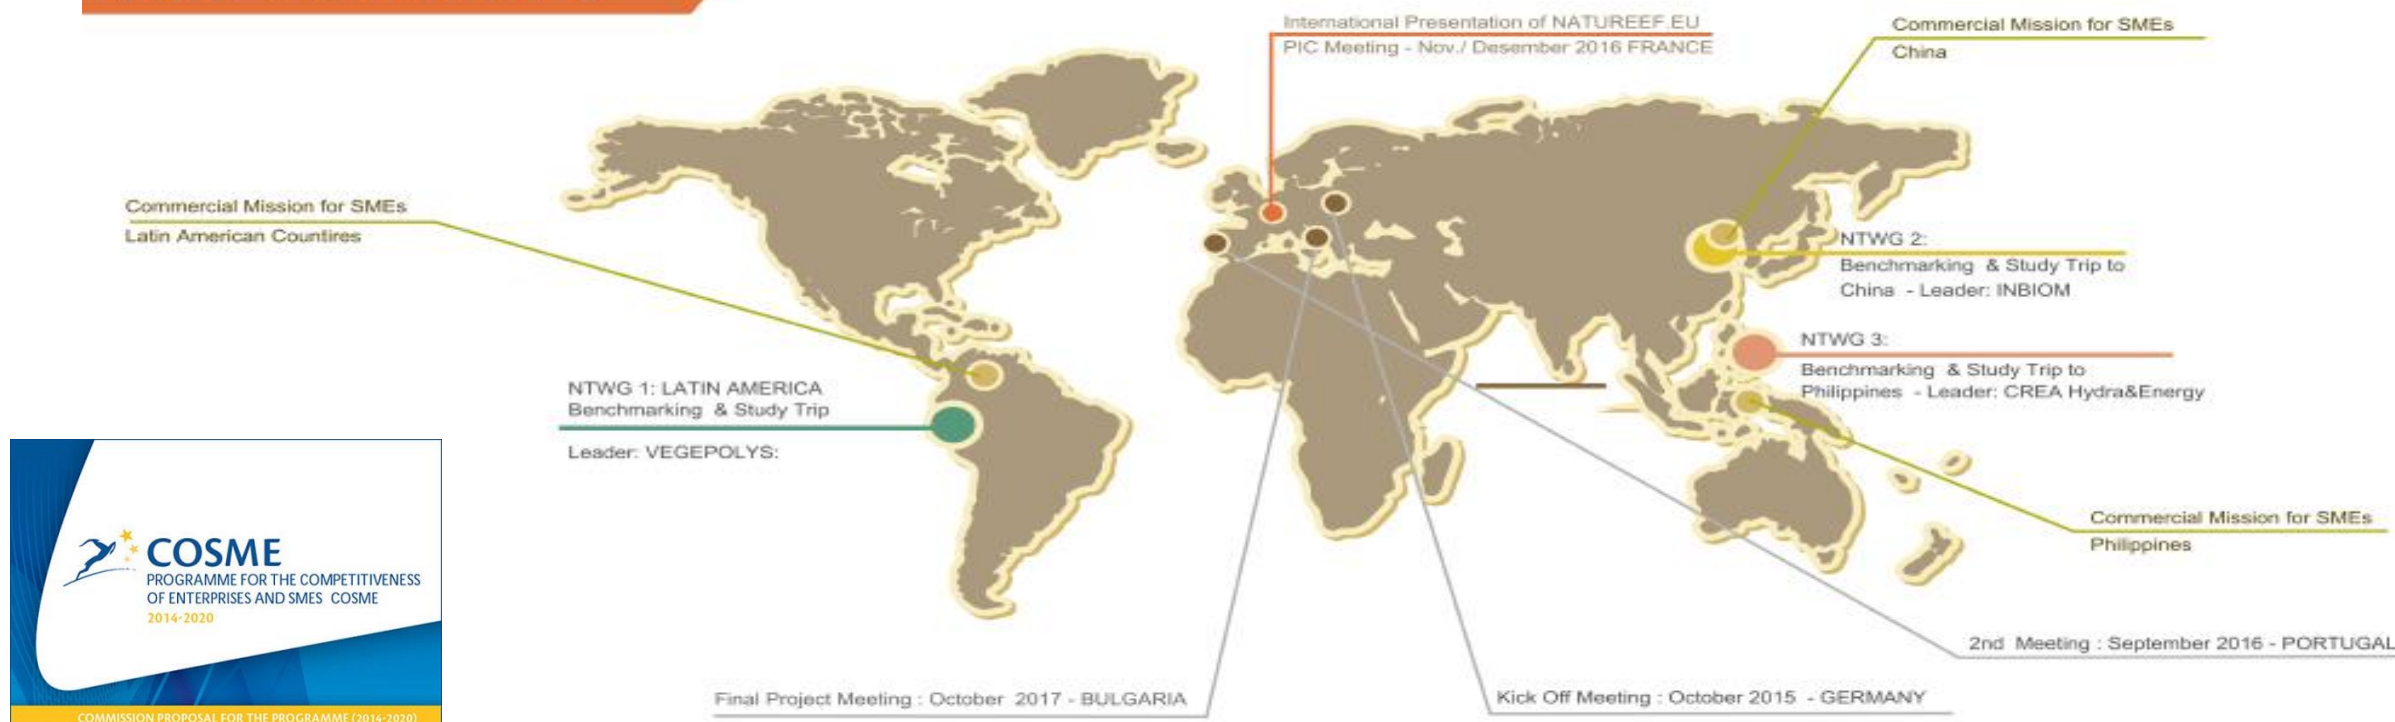 International Presentation of NATUREEF.EU
PIC Meeting - Nov./ Desember 2016 FRANCE
Commercial Mission for SMEs
China
Commercial Mission for SMEs
Latin American Countires
NTWG 2:
Benchmarking & Study Trip to
China - Leader: INBIOM
NTWG 3:
Benchmarking & Study Trip to
Philippines - Leader: CREA Hydra&Energy
NTWG 1: LATIN AMERICA
Benchmarking & Study Trip
Leader: VEGEPOLYS:
Commercial Mission for SMEs
Philippines
COSME
PROGRAMME FOR THE COMPETITIVENESS
OF ENTERPRISES AND SMES COSME
2014-2020
2nd Meeting : September 2016 - PORTUGAL
Final Project Meeting : October 2017 - BULGARIA
Kick Off Meeting : October 2015 - GERMANY
COMMISSION PROPOSAL FOR THE PROGRAMME (2014-2020)